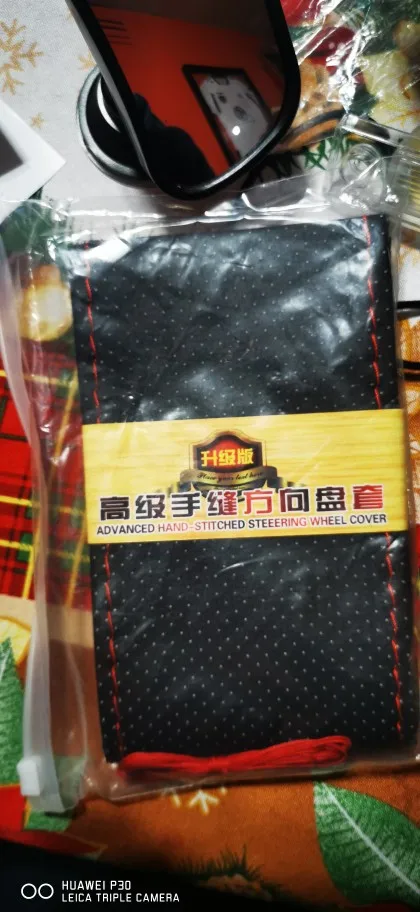 升级版
高级手缝方向盘套
ADVANCED HAND-STITCHED STEEERING WHEEL COVER
HUAWEI P30
LEICA TRIPLE CAMERA